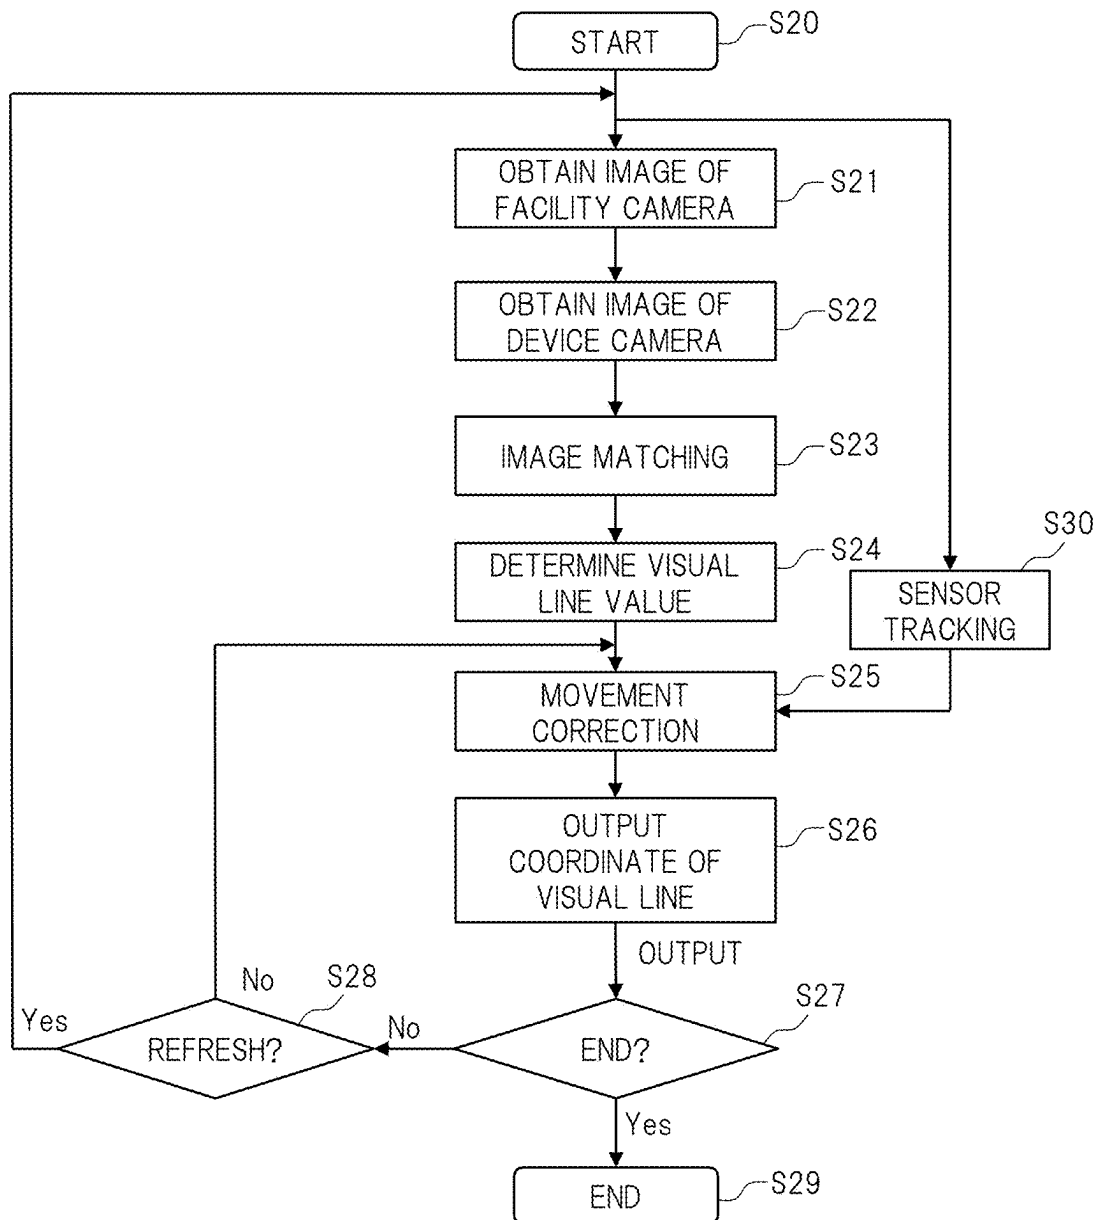 START
S20
OBTAIN IMAGE OF
FACILITY CAMERA
S21
OBTAIN IMAGE OF
DEVICE CAMERA
S22
IMAGE MATCHING
S23
DETERMINE VISUAL
LINE VALUE
S24
SENSOR
TRACKING
S30
MOVEMENT
CORRECTION
S25
OUTPUT
COORDINATE OF
VISUAL LINE
S26
OUTPUT
END?
S27
No
REFRESH?
S28
No
Yes
Yes
END
S29